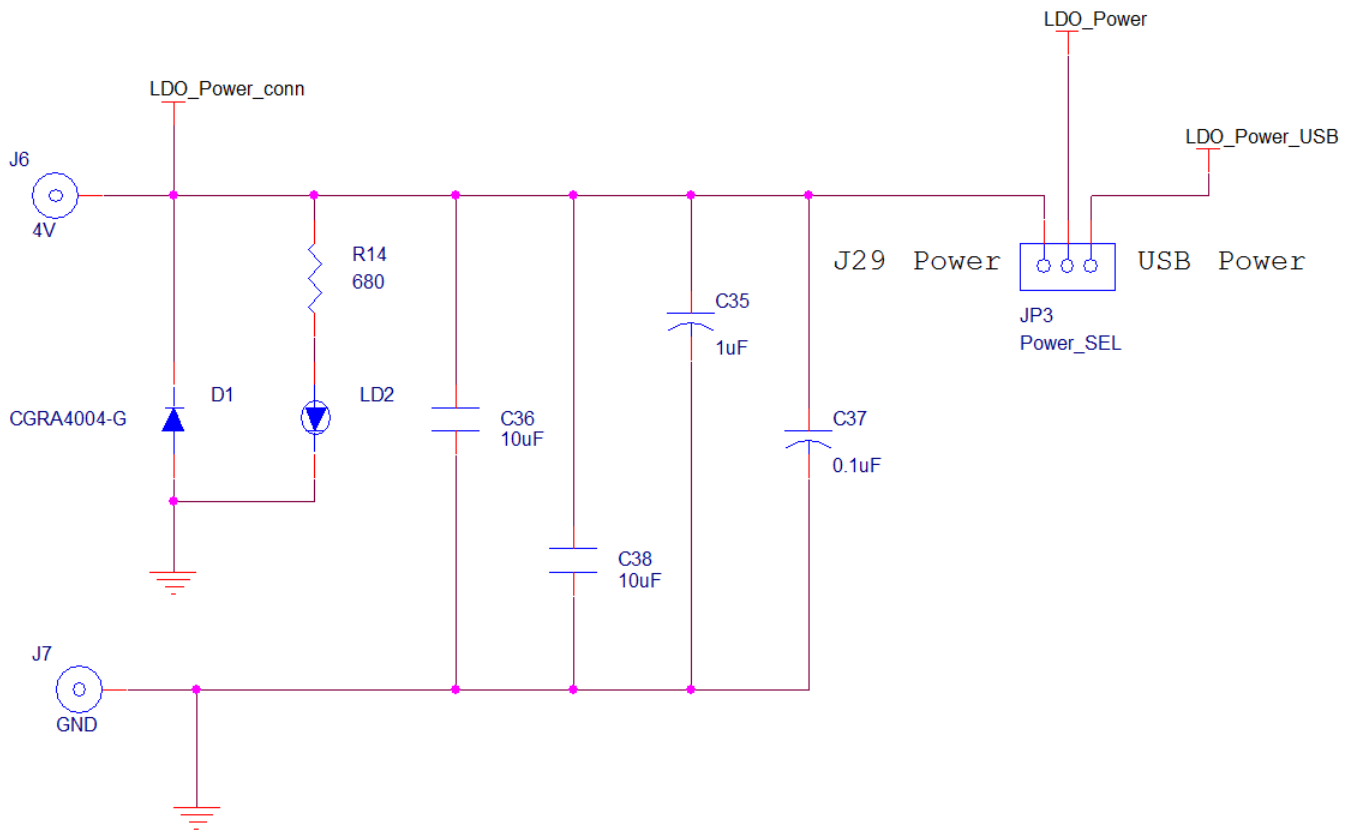 LDO_Power
LDO_Power_conn
LDO_Power_USB
J6
4V
R14
680
J29 Power
USB Power
C35
1uF
JP3
Power_SEL
D1
LD2
CGRA4004-G
C36
10uF
C37
0.1uF
C38
10uF
J7
GND